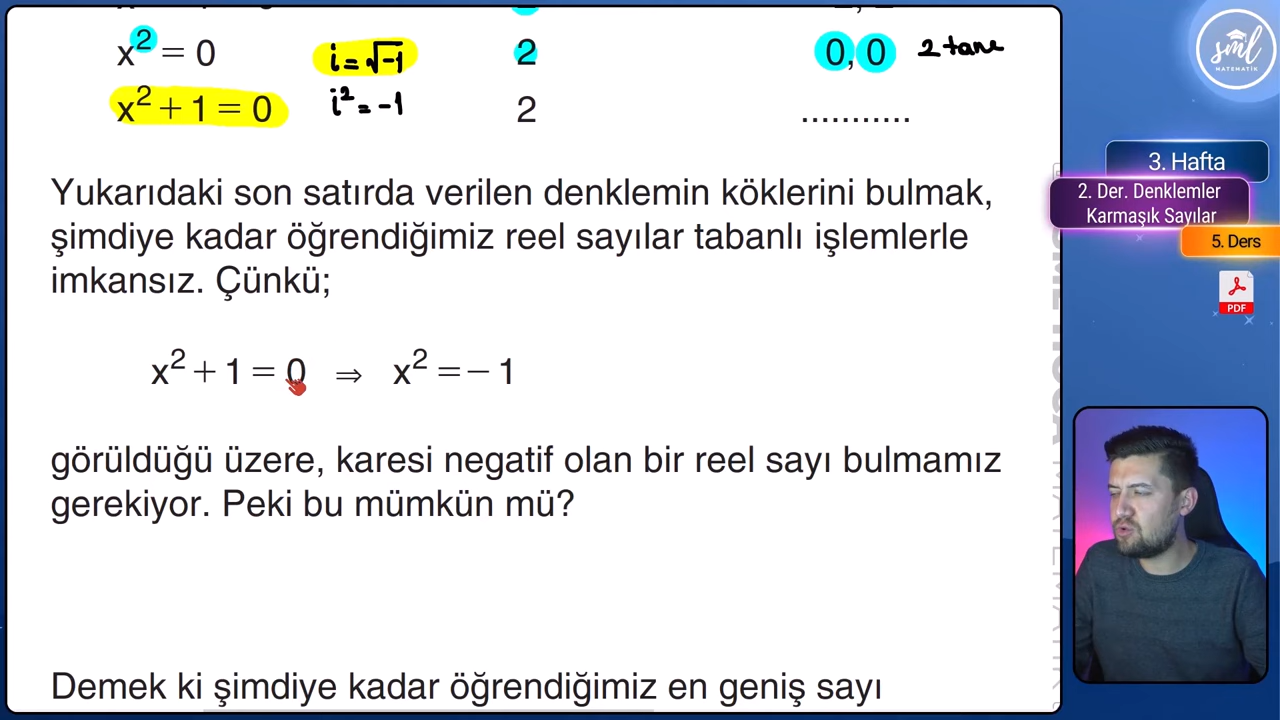 x² = 0 i = √-1 2 0, 0 2 tane
x² + 1 = 0 i² = -1 2 ...........
Yukarıdaki son satırda verilen denklemin köklerini bulmak,
şimdiye kadar öğrendiğimiz reel sayılar tabanlı işlemlerle
imkansız. Çünkü;
x² + 1 = 0 ⇒ x² = − 1
görüldüğü üzere, karesi negatif olan bir reel sayı bulmamız
gerekiyor. Peki bu mümkün mü?
Demek ki şimdiye kadar öğrendiğimiz en geniş sayı
sml
MATEMATİK
3. Hafta
2. Der. Denklemler
Karmaşık Sayılar
5. Ders
PDF